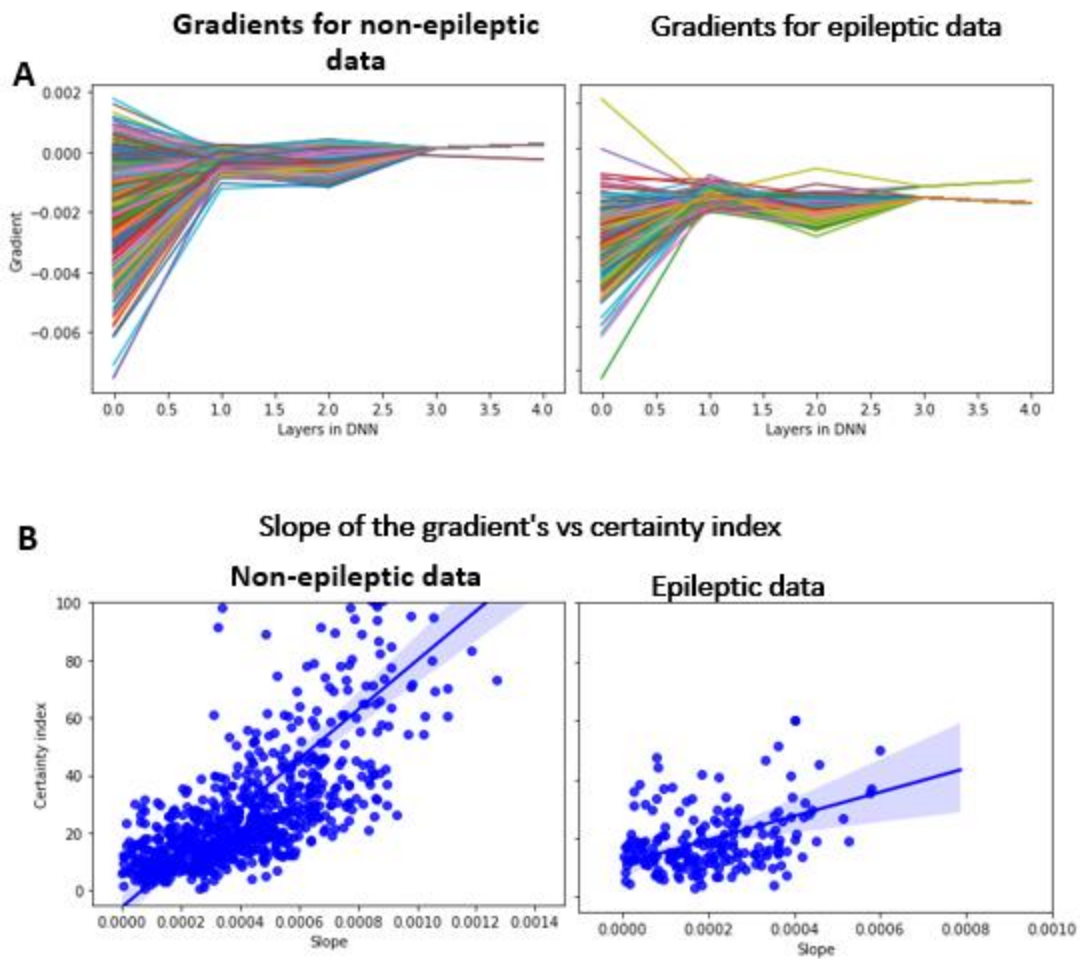 Gradients for non-epileptic
data
Gradients for epileptic data
A
0.002
0.000
−0.002
−0.004
−0.006
Gradient
0.0 0.5 1.0 1.5 2.0 2.5 3.0 3.5 4.0
Layers in DNN
0.0 0.5 1.0 1.5 2.0 2.5 3.0 3.5 4.0
Layers in DNN
B
Slope of the gradient's vs certainty index
Non-epileptic data
Epileptic data
100
80
60
40
20
0
Certainty index
0.0000 0.0002 0.0004 0.0006 0.0008 0.0010 0.0012 0.0014
Slope
0.0000 0.0002 0.0004 0.0006 0.0008 0.0010
Slope